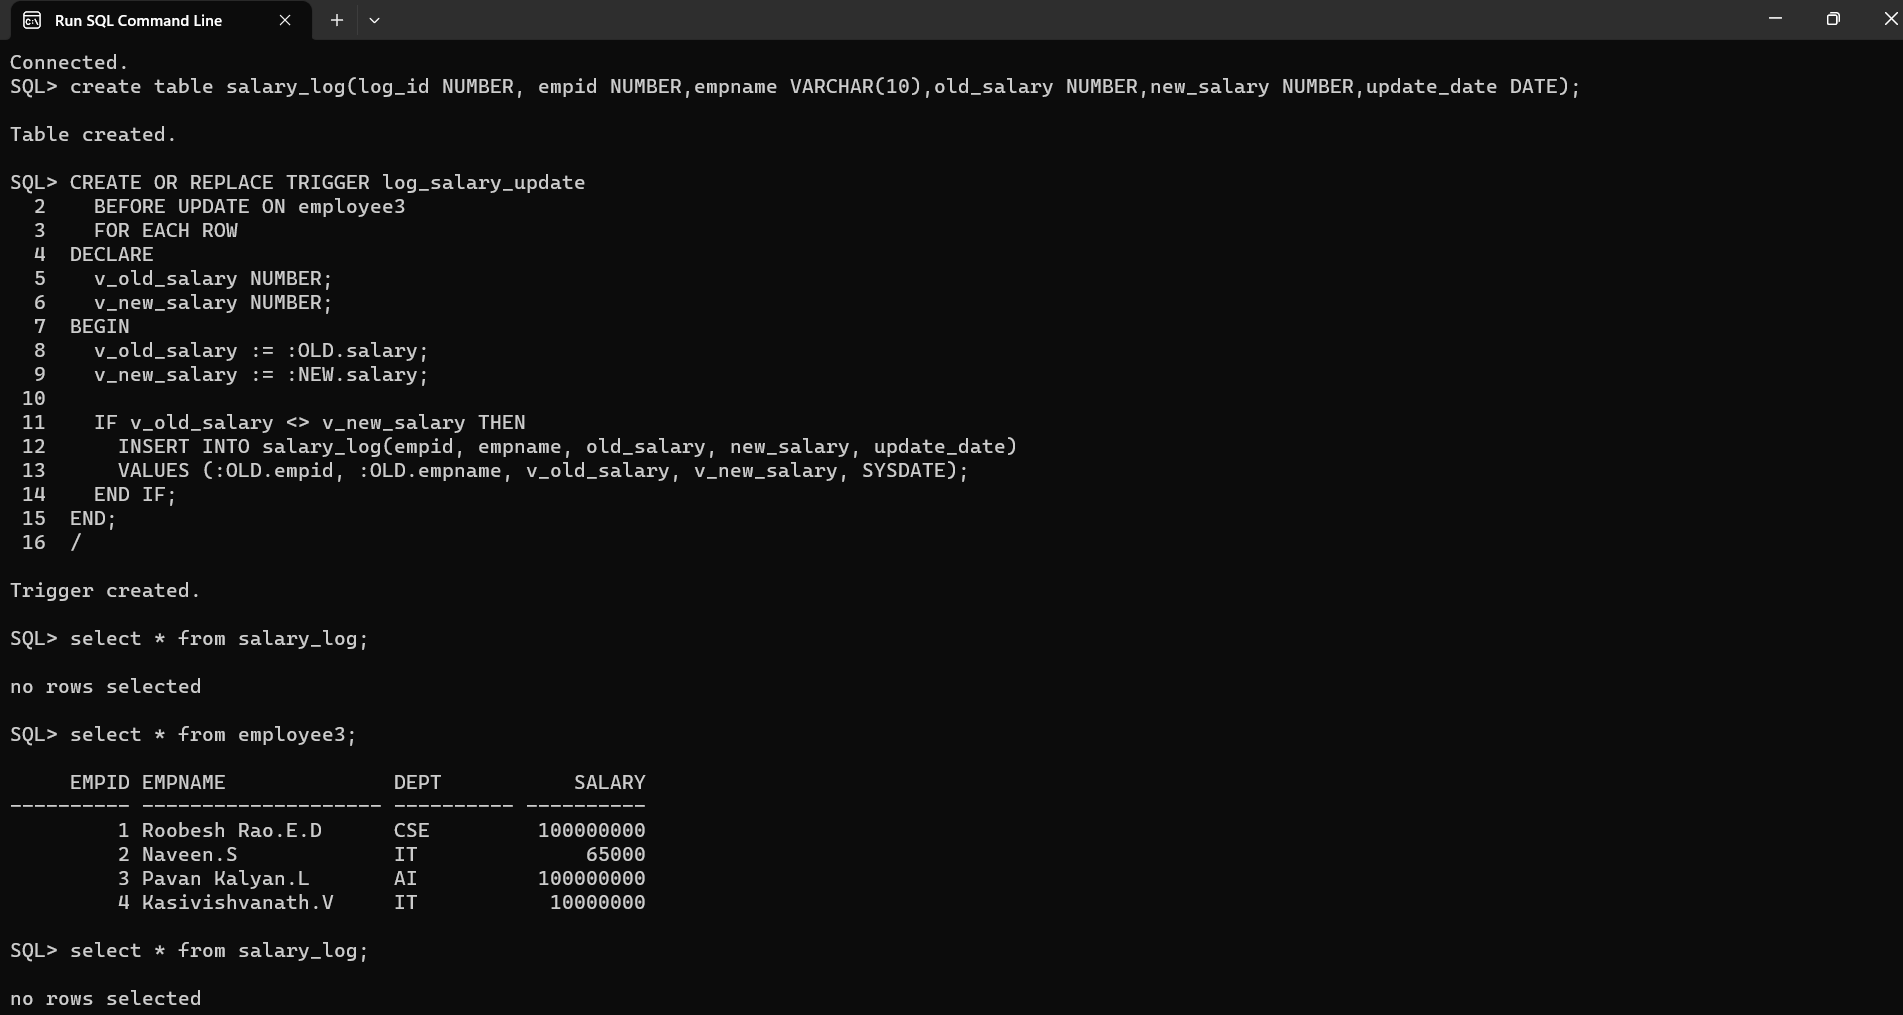 Run SQL Command Line
Connected.
SQL> create table salary_log(log_id NUMBER, empid NUMBER,empname VARCHAR(10),old_salary NUMBER,new_salary NUMBER,update_date DATE);
Table created.
SQL> CREATE OR REPLACE TRIGGER log_salary_update
  2    BEFORE UPDATE ON employee3
  3    FOR EACH ROW
  4  DECLARE
  5    v_old_salary NUMBER;
  6    v_new_salary NUMBER;
  7  BEGIN
  8    v_old_salary := :OLD.salary;
  9    v_new_salary := :NEW.salary;
 10
 11    IF v_old_salary <> v_new_salary THEN
 12      INSERT INTO salary_log(empid, empname, old_salary, new_salary, update_date)
 13      VALUES (:OLD.empid, :OLD.empname, v_old_salary, v_new_salary, SYSDATE);
 14    END IF;
 15  END;
 16  /
Trigger created.
SQL> select * from salary_log;
no rows selected
SQL> select * from employee3;
     EMPID EMPNAME              DEPT           SALARY
---------- -------------------- ---------- ----------
         1 Roobesh Rao.E.D      CSE         100000000
         2 Naveen.S             IT              65000
         3 Pavan Kalyan.L       AI          100000000
         4 Kasivishvanath.V     IT           10000000
SQL> select * from salary_log;
no rows selected